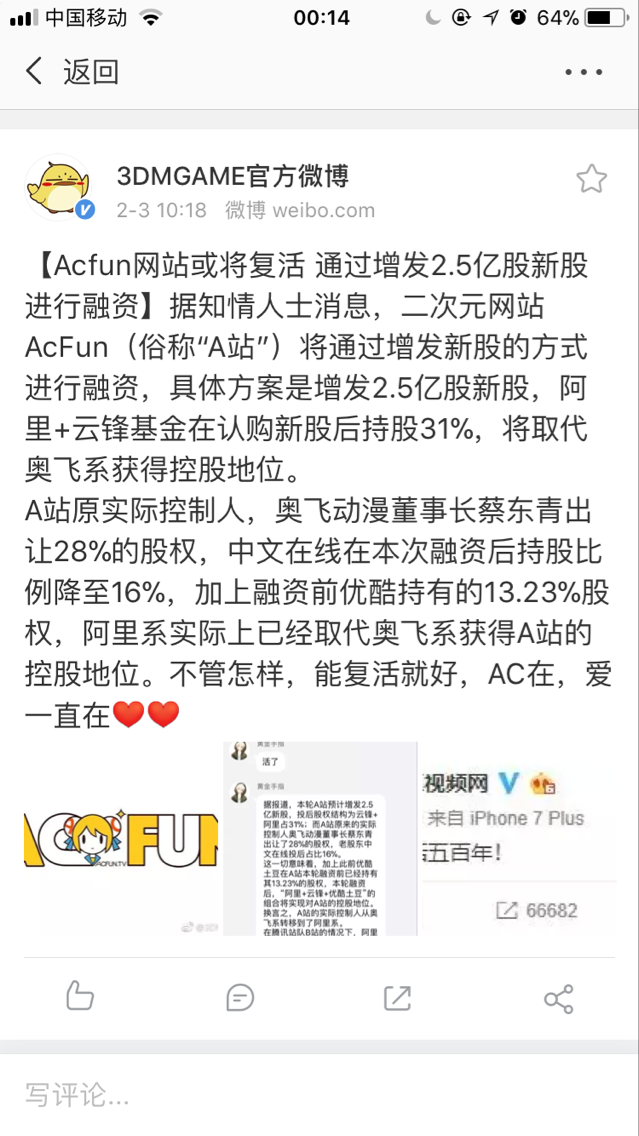 中国移动
00:14
64%
返回
3DMGAME官方微博
2-3 10:18 微博 weibo.com
【Acfun网站或将复活 通过增发2.5亿股新股
进行融资】据知情人士消息，二次元网站
AcFun（俗称“A站”）将通过增发新股的方式
进行融资，具体方案是增发2.5亿股新股，阿
里+云锋基金在认购新股后持股31%，将取代
奥飞系获得控股地位。
A站原实际控制人，奥飞动漫董事长蔡东青出
让28%的股权，中文在线在本次融资后持股比
例降至16%，加上融资前优酷持有的13.23%股
权，阿里系实际上已经取代奥飞系获得A站的
控股地位。不管怎样，能复活就好，AC在，爱
一直在❤️❤️
ACFUN
ACFUN.TV
黄金手指
活了
黄金手指
据报道，本轮A站预计增发2.5
亿新股，投后股权结构为云锋+
阿里占31%；而A站原来的实际
控制人奥飞动漫董事长蔡东青
出让了28%的股权，老股东中
文在线投后占比16%。
这一切意味着，加上此前优酷
土豆在A站本轮融资前已经持有
其13.23%的股权，本轮融资
后，“阿里+云锋+优酷土豆”的
组合将实现对A站的控股地位。
换言之，A站的实际控制人从奥
飞系转移到了阿里系。
在腾讯站队B站的情况下，阿里
视频网
来自 iPhone 7 Plus
五百年！
66682
写评论...